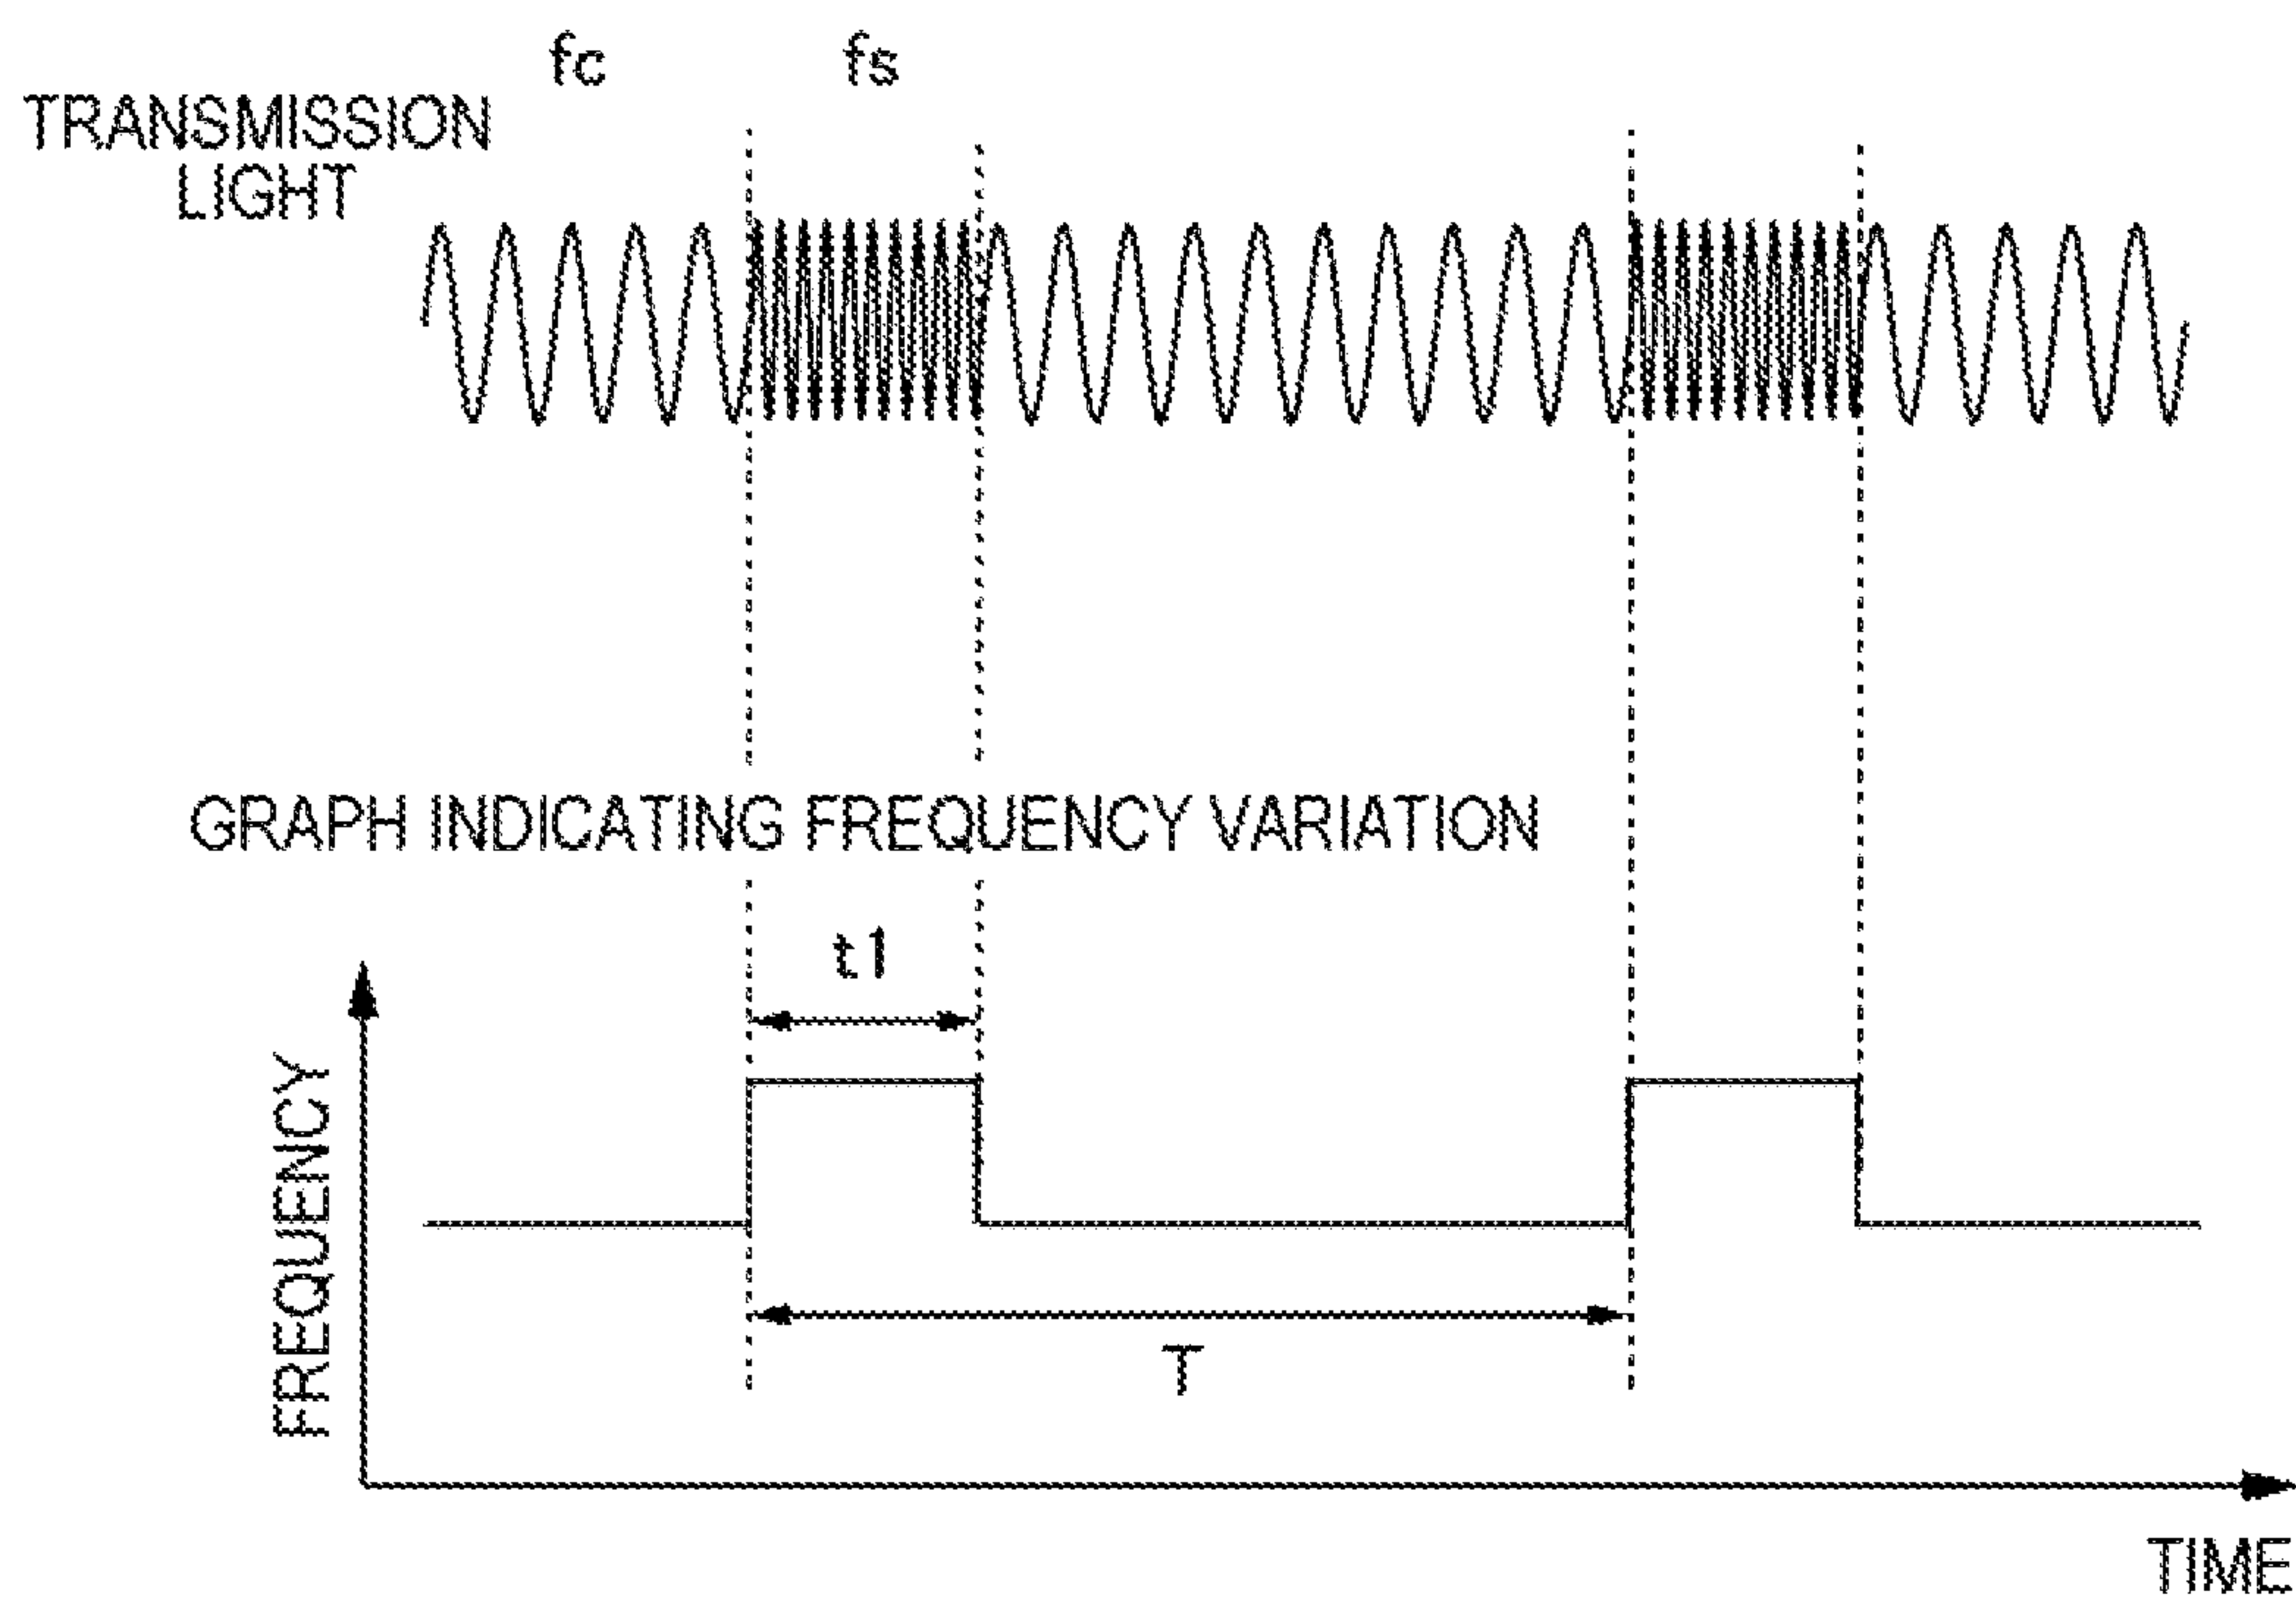 fc
fs
TRANSMISSION
LIGHT
GRAPH INDICATING FREQUENCY VARIATION
t1
FREQUENCY
T
TIME